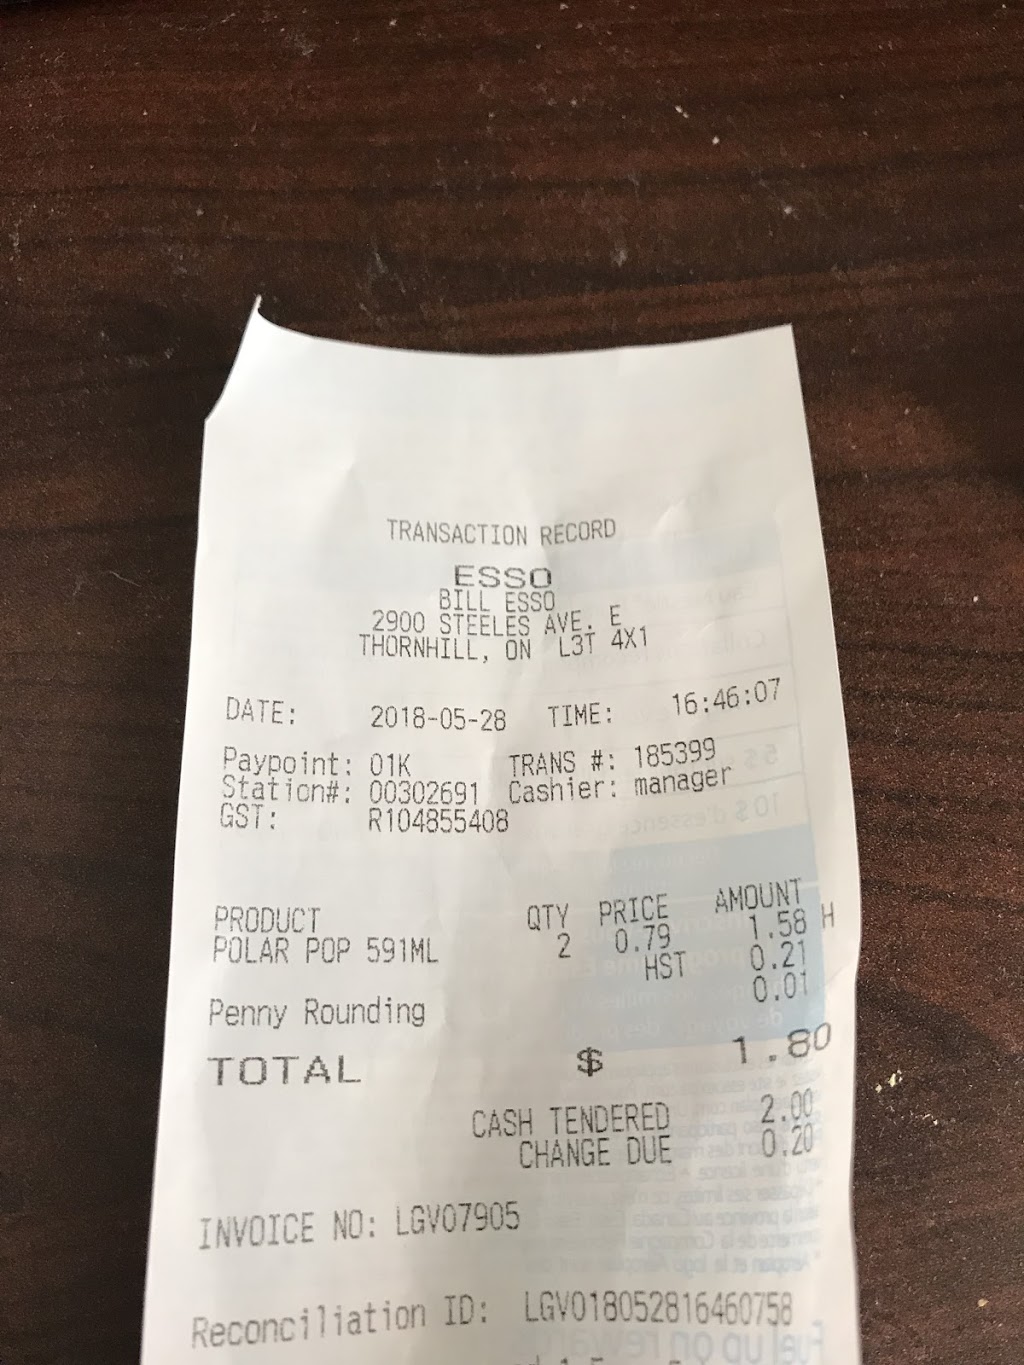 TRANSACTION RECORD
ESSO
BILL ESSO
2900 STEELES AVE. E
THORNHILL, ON L3T 4X1
DATE: 2018-05-28 TIME: 16:46:07
Paypoint: 01K TRANS #: 185399
Station#: 00302691 Cashier: manager
GST: R104855408
PRODUCT QTY PRICE AMOUNT
POLAR POP 591ML 2 0.79 1.58 H
HST 0.21
Penny Rounding 0.01
TOTAL $ 1.80
CASH TENDERED 2.00
CHANGE DUE 0.20
INVOICE NO: LGV07905
Reconciliation ID: LGV018052816460758
Fuel up on